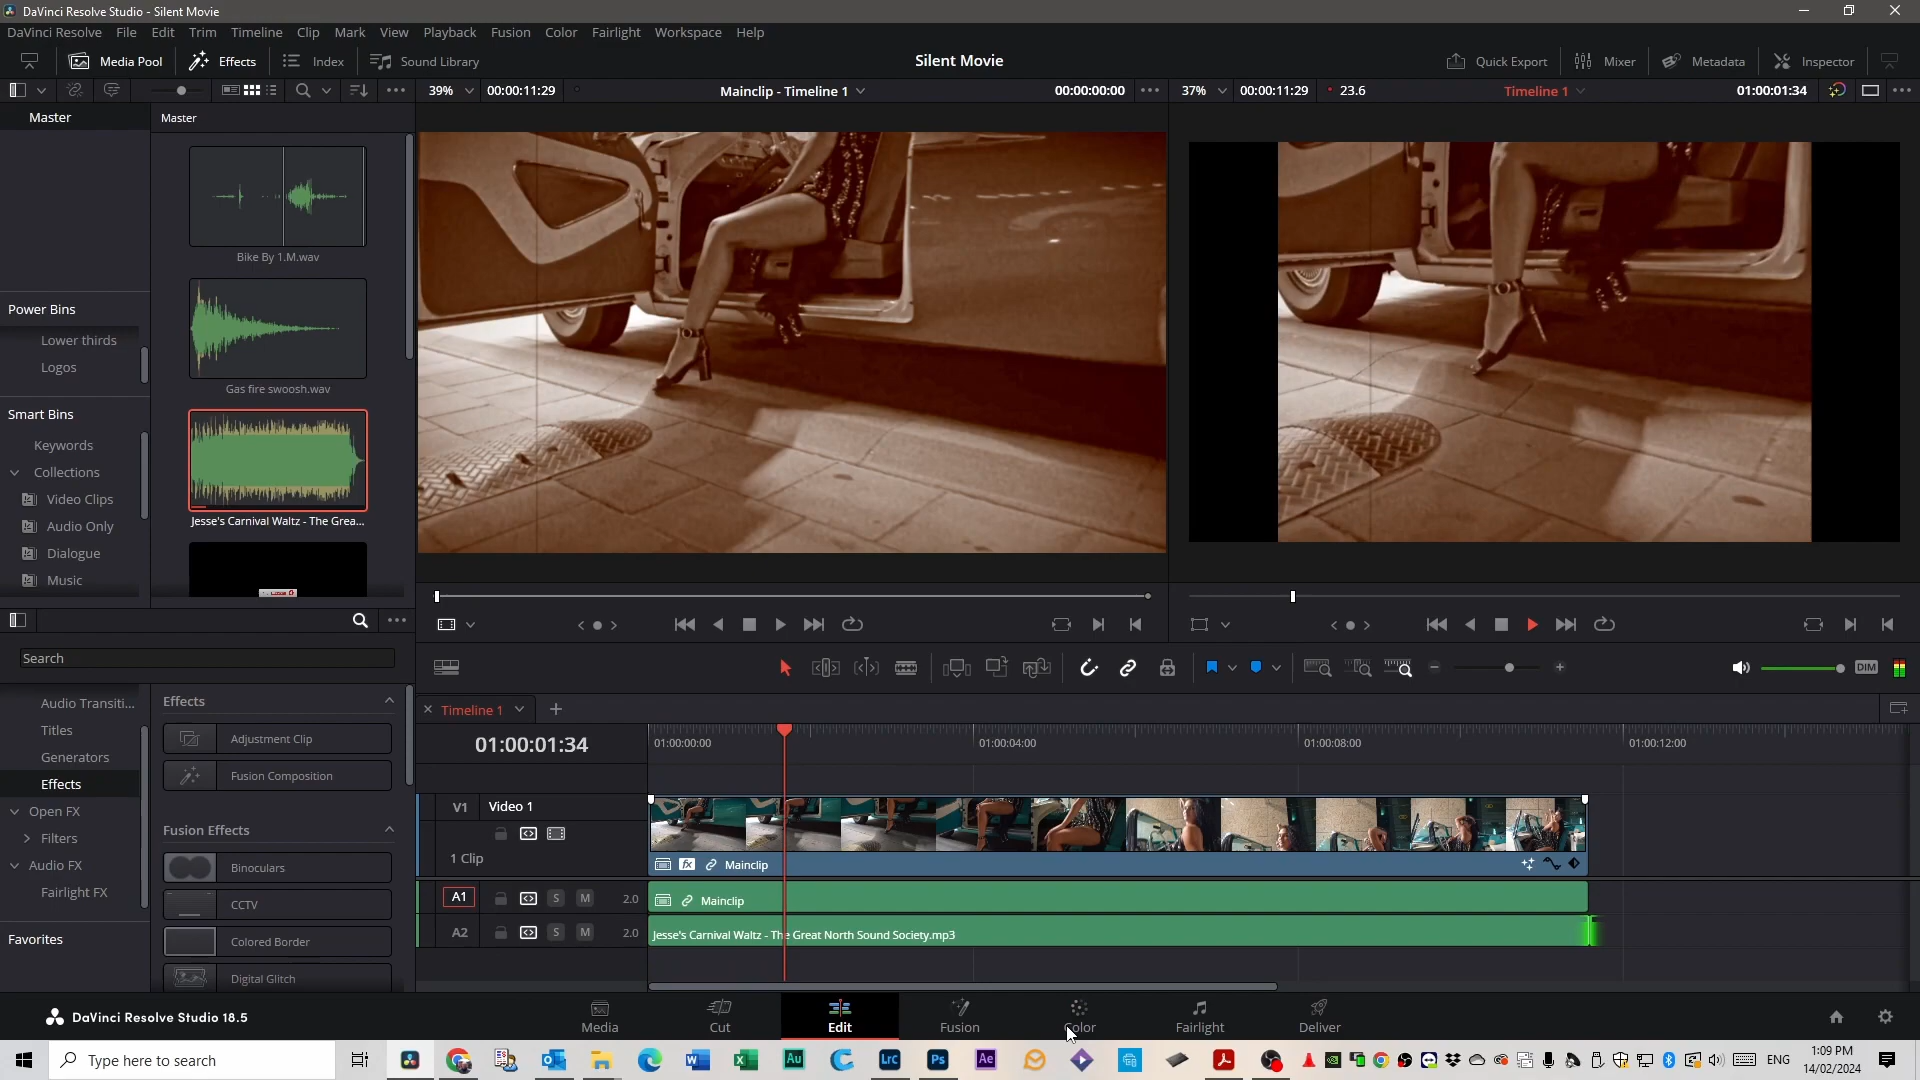 DaVinci Resolve Studio - Silent Movie
DaVinci Resolve File Edit Trim Timeline Clip Mark View Playback Fusion Color Fairlight Workspace Help
Media Pool Effects Index Sound Library Silent Movie Quick Export Mixer Metadata Inspector
39% 00:00:11:29 Mainclip - Timeline 1 00:00:00:00 37% 00:00:11:29 23.6 Timeline 1 01:00:01:34
Master Master
Bike By 1.M.wav
Power Bins
Lower thirds
Logos
Gas fire swoosh.wav
Smart Bins
Keywords
Collections
Video Clips
Audio Only
Dialogue
Music
Jesse's Carnival Waltz - The Grea...
Search
Audio Transiti...
Titles
Generators
Effects
Open FX
Filters
Audio FX
Fairlight FX
Favorites
Effects
Adjustment Clip
Fusion Composition
Fusion Effects
Binoculars
CCTV
Colored Border
Digital Glitch
DIM
Timeline 1
01:00:01:34 01:00:00:00 01:00:04:00 01:00:08:00 01:00:12:00
V1 Video 1
1 Clip fx Mainclip
A1 S M 2.0 Mainclip
A2 S M 2.0 Jesse's Carnival Waltz - The Great North Sound Society.mp3
DaVinci Resolve Studio 18.5 Media Cut Edit Fusion Color Fairlight Deliver
Type here to search Au LrC Ps Ae ENG 1:09 PM
14/02/2024